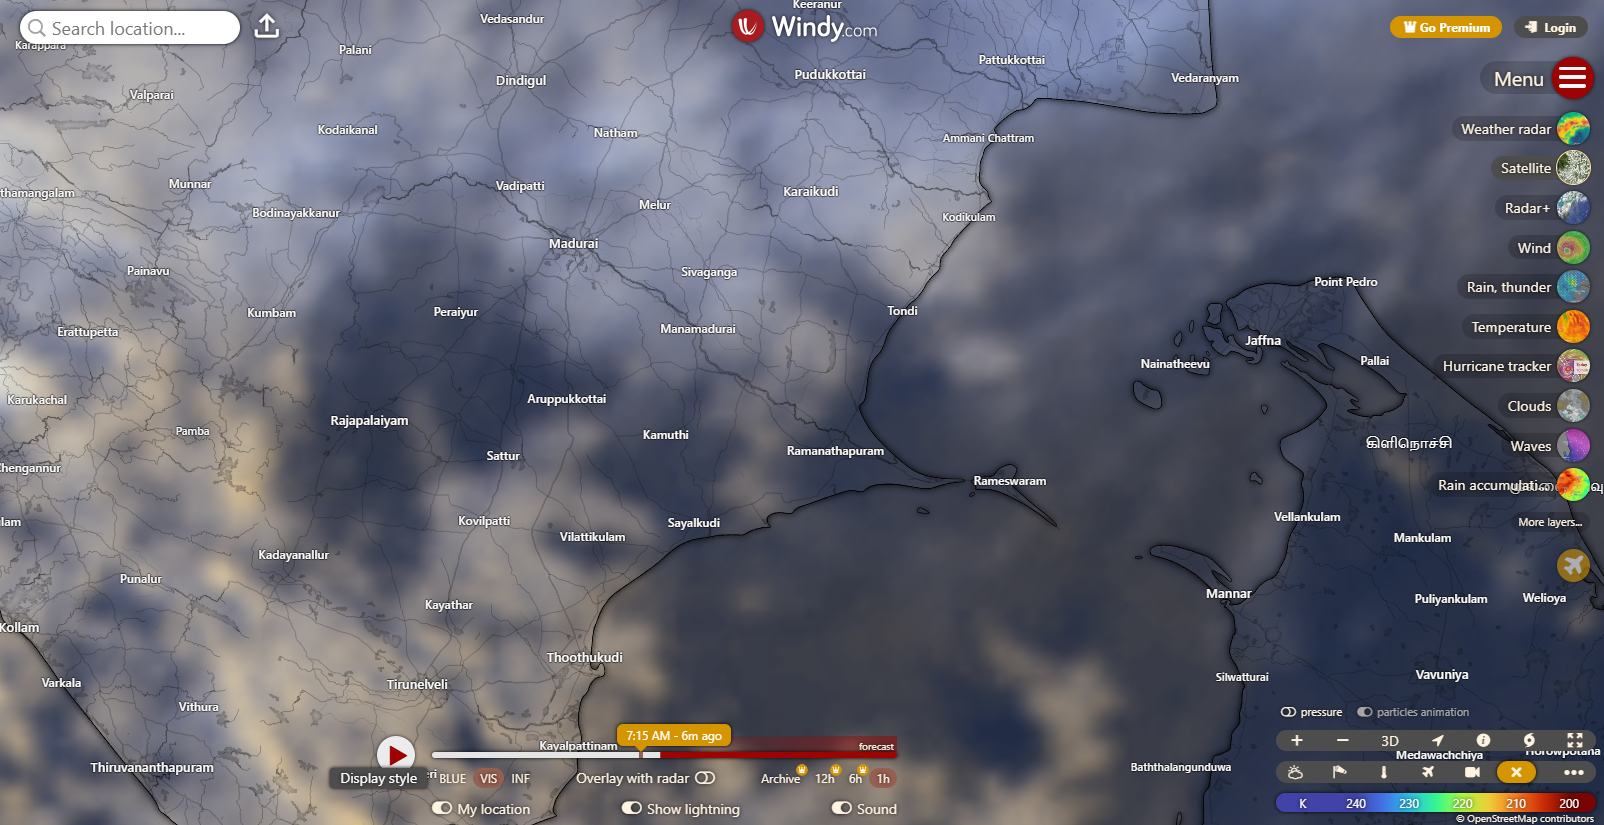 Search location...
Windy.com
Go Premium
Login
Menu
Weather radar
Satellite
Radar+
Wind
Rain, thunder
Temperature
Hurricane tracker
Clouds
Waves
Rain accumulati...
More layers...
Keeranur
Vedasandur
Karappara
Palani
Pattukkottai
Dindigul
Pudukkottai
Vedaranyam
Valparai
Kodaikanal
Natham
Ammani Chattram
thamangalam
Munnar
Vadipatti
Karaikudi
Melur
Bodinayakkanur
Kodikulam
Madurai
Painavu
Sivaganga
Point Pedro
Kumbam
Peraiyur
Tondi
Erattupetta
Manamadurai
Jaffna
Nainatheevu
Pallai
Karukachal
Aruppukkottai
Rajapalaiyam
Pamba
Kamuthi
கிளிநொச்சி
Sattur
Ramanathapuram
Chengannur
Rameswaram
Kovilpatti
Sayalkudi
Vellankulam
lam
Vilattikulam
Mankulam
Kadayanallur
Punalur
Mannar
Puliyankulam
Welioya
Kayathar
Kollam
Thoothukudi
Tirunelveli
Varkala
Silwatturai
Vavuniya
Vithura
Kayalpattinam
Thiruvananthapuram
Baththalangunduwa
Medawachchiya
Horowpotana
7:15 AM - 6m ago
forecast
Display style
eri
BLUE
VIS
INF
Overlay with radar
Archive
12h
6h
1h
My location
Show lightning
Sound
pressure
particles animation
3D
K 240 230 220 210 200
© OpenStreetMap contributors